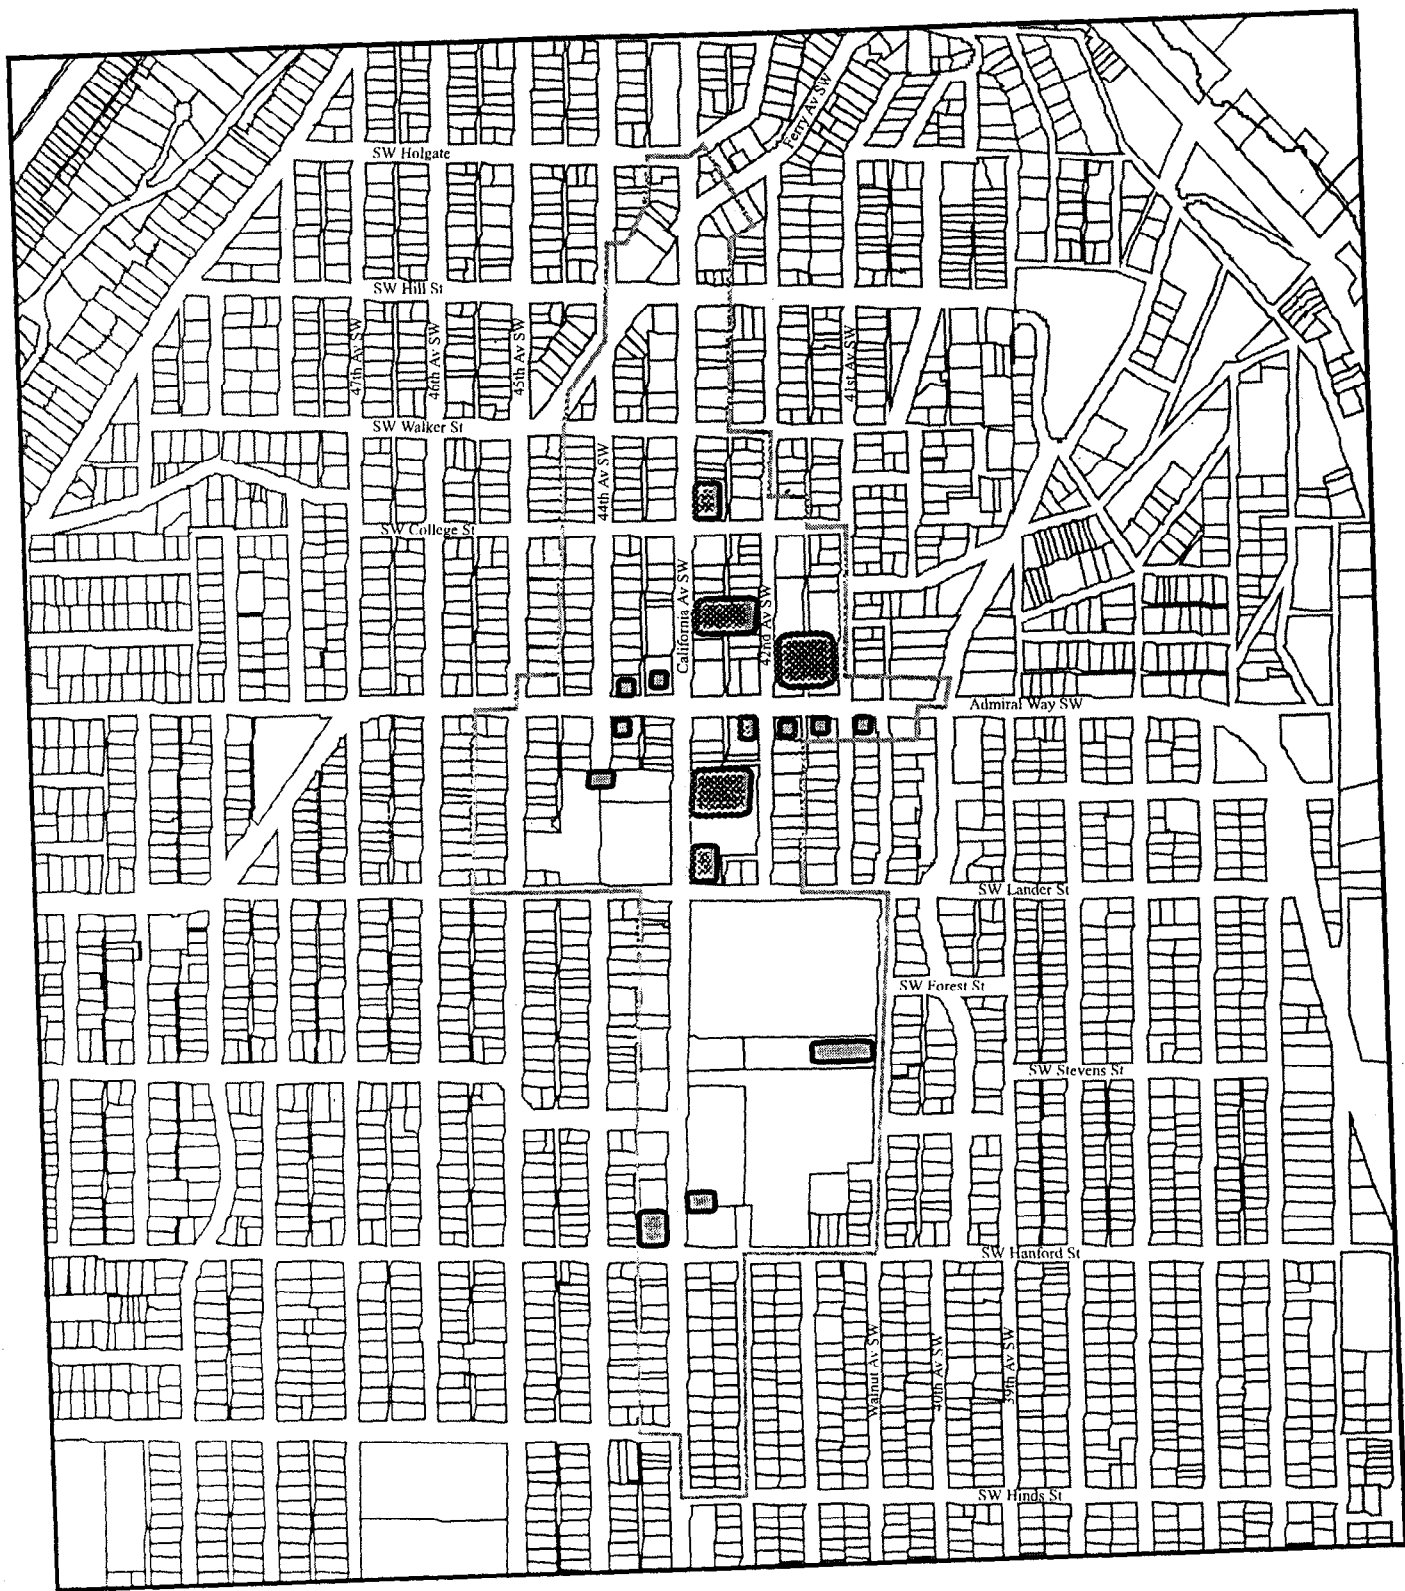 Ferry Av SW
SW Holgate
SW Hill St
47th Av SW
46th Av SW
45th Av SW
41st Av SW
SW Walker St
44th Av SW
SW College St
California Av SW
42nd Av SW
Admiral Way SW
SW Lander St
SW Forest St
SW Stevens St
SW Hanford St
Walnut Av SW
40th Av SW
39th Av SW
SW Hinds St